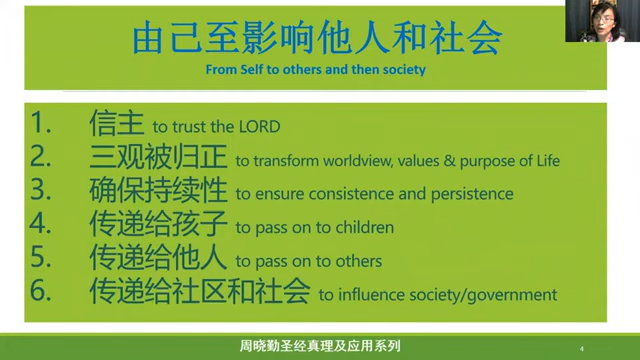 由己至影响他人和社会
From Self to others and then society
1. 信主 to trust the LORD
2. 三观被归正 to transform worldview, values & purpose of Life
3. 确保持续性 to ensure consistence and persistence
4. 传递给孩子 to pass on to children
5. 传递给他人 to pass on to others
6. 传递给社区和社会 to influence society/government
周晓勤圣经真理及应用系列
4